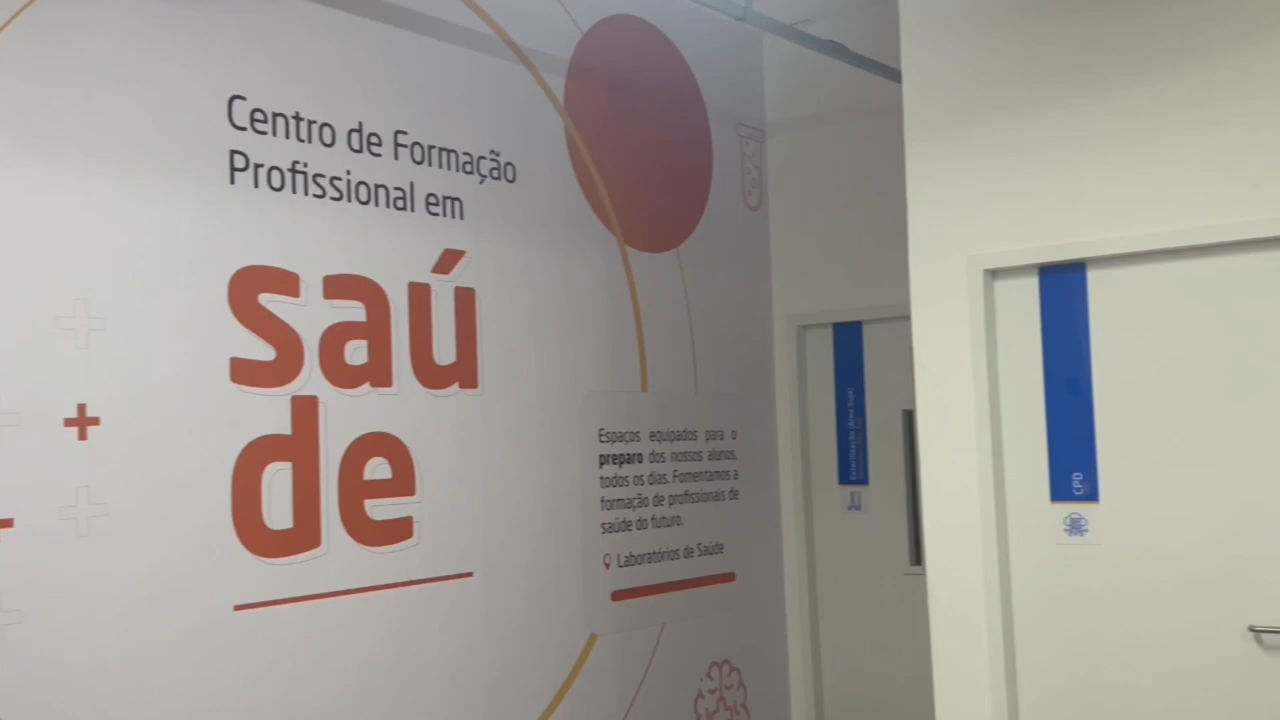 Centro de Formação
Profissional em
saú
de
Espaços equipados para o
preparo dos nossos alunos,
todos os dias. Fomentamos a
formação de profissionais de
saúde do futuro.
Laboratórios de Saúde
CPD